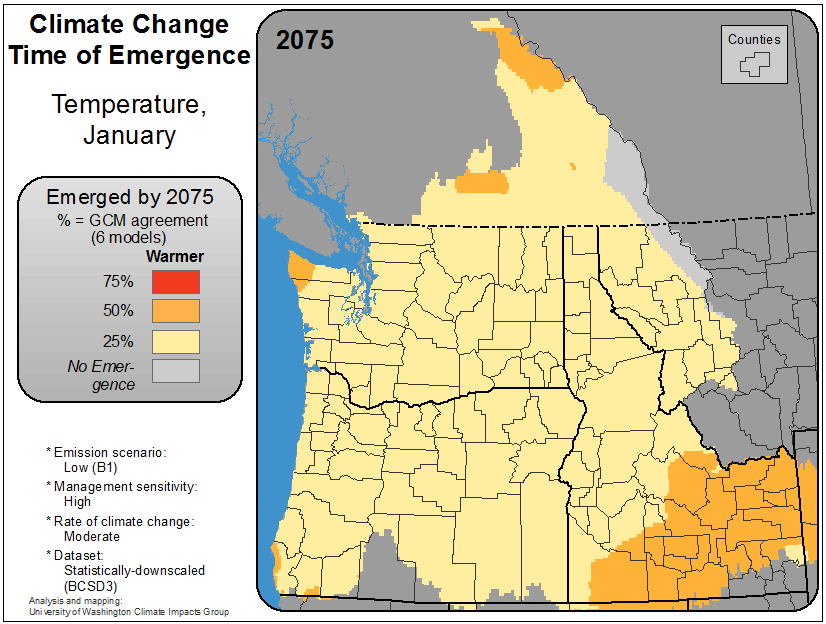 Climate Change
Time of Emergence
Temperature,
January
2075
Counties
Emerged by 2075
% = GCM agreement
(6 models)
Warmer
75%
50%
25%
No Emer-
gence
* Emission scenario:
Low (B1)
* Management sensitivity:
High
* Rate of climate change:
Moderate
* Dataset:
Statistically-downscaled
(BCSD3)
Analysis and mapping:
University of Washington Climate Impacts Group